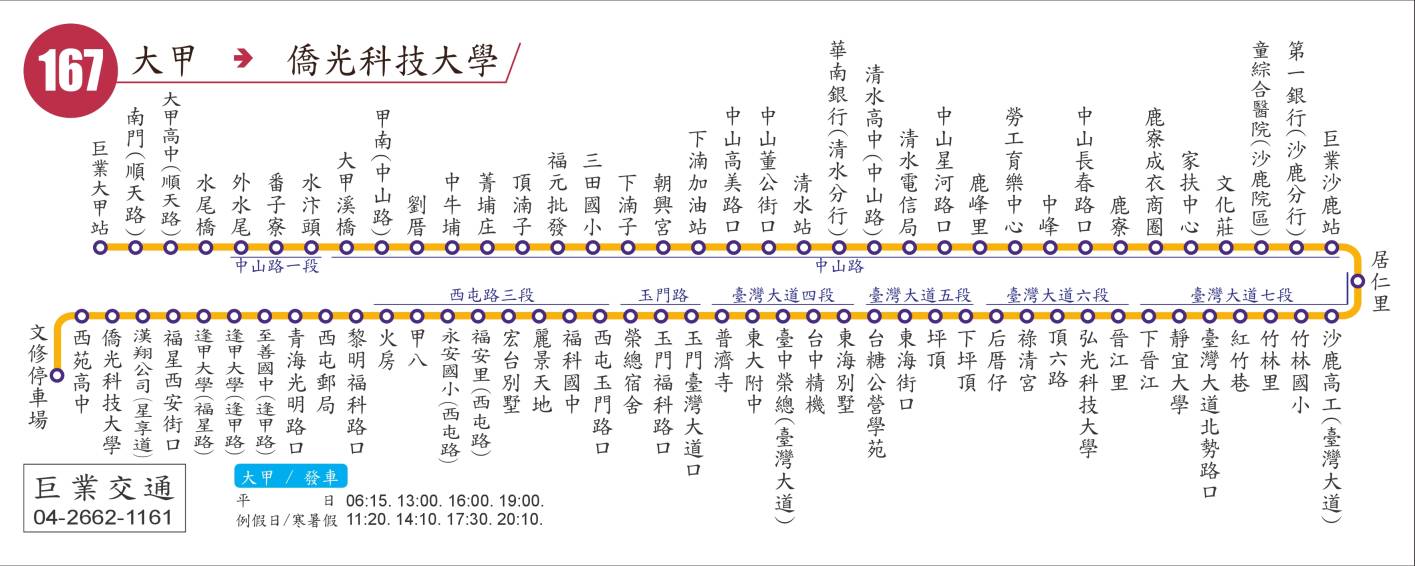 167 大甲 ➔ 僑光科技大學
巨業大甲站
南門(順天路)
大甲高中(順天路)
水尾橋
外水尾
番子寮
水汴頭
大甲溪橋
甲南(中山路)
劉厝
中牛埔
菁埔庄
頂湳子
福元批發
三田國小
下湳子
朝興宮
下湳加油站
中山高美路口
中山董公街口
清水站
華南銀行(清水分行)
清水高中(中山路)
清水電信局
中山星河路口
鹿峰里
勞工育樂中心
中峰
中山長春路口
鹿寮
鹿寮成衣商圈
家扶中心
文化莊
童綜合醫院(沙鹿院區)
第一銀行(沙鹿分行)
巨業沙鹿站
中山路一段
中山路
居仁里
西屯路三段
玉門路
臺灣大道四段
臺灣大道五段
臺灣大道六段
臺灣大道七段
沙鹿高工(臺灣大道)
竹林國小
竹林里
紅竹巷
臺灣大道北勢路口
靜宜大學
下晉江
晉江里
弘光科技大學
頂六路
祿清宮
后厝仔
下坪頂
坪頂
東海街口
台糖公營學苑
東海別墅
台中精機
臺中榮總(臺灣大道)
東大附中
普濟寺
玉門臺灣大道口
玉門福科路口
榮總宿舍
西屯玉門路口
福科國中
麗景天地
宏台別墅
福安里(西屯路)
永安國小(西屯路)
甲八
火房
黎明福科路口
西屯郵局
青海光明路口
至善國中(逢甲路)
逢甲大學(逢甲路)
逢甲大學(福星路)
福星西安街口
漢翔公司(星享道)
僑光科技大學
西苑高中
文修停車場
巨業交通
04-2662-1161
大甲 / 發車
平 日 06:15. 13:00. 16:00. 19:00.
例假日/寒暑假 11:20. 14:10. 17:30. 20:10.